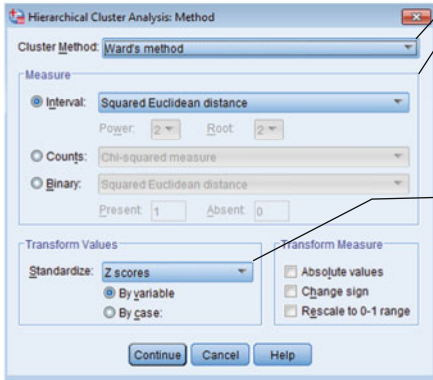 Hierarchical Cluster Analysis: Method
Cluster Method: Ward's method
Measure
Interval: Squared Euclidean distance
Power: 2 Root: 2
Counts: Chi-squared measure
Binary: Squared Euclidean distance
Present: 1 Absent: 0
Transform Values
Standardize: Z scores
By variable
By case:
Transform Measure
Absolute values
Change sign
Rescale to 0-1 range
Continue Cancel Help